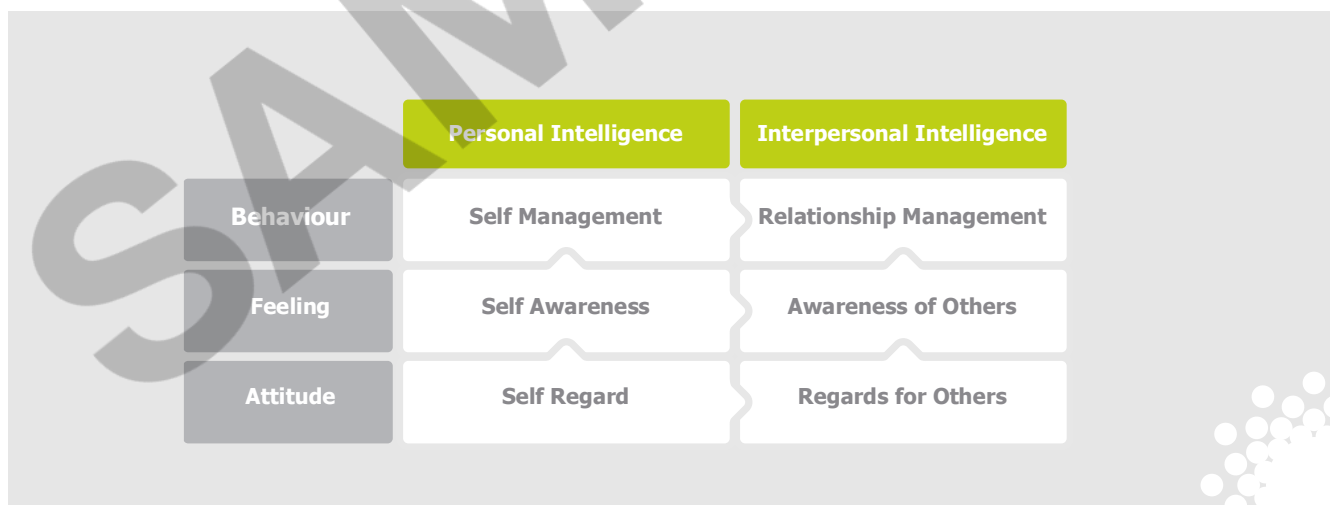 Personal Intelligence Interpersonal Intelligence
Behaviour Self Management Relationship Management
Feeling Self Awareness Awareness of Others
Attitude Self Regard Regards for Others
SAM